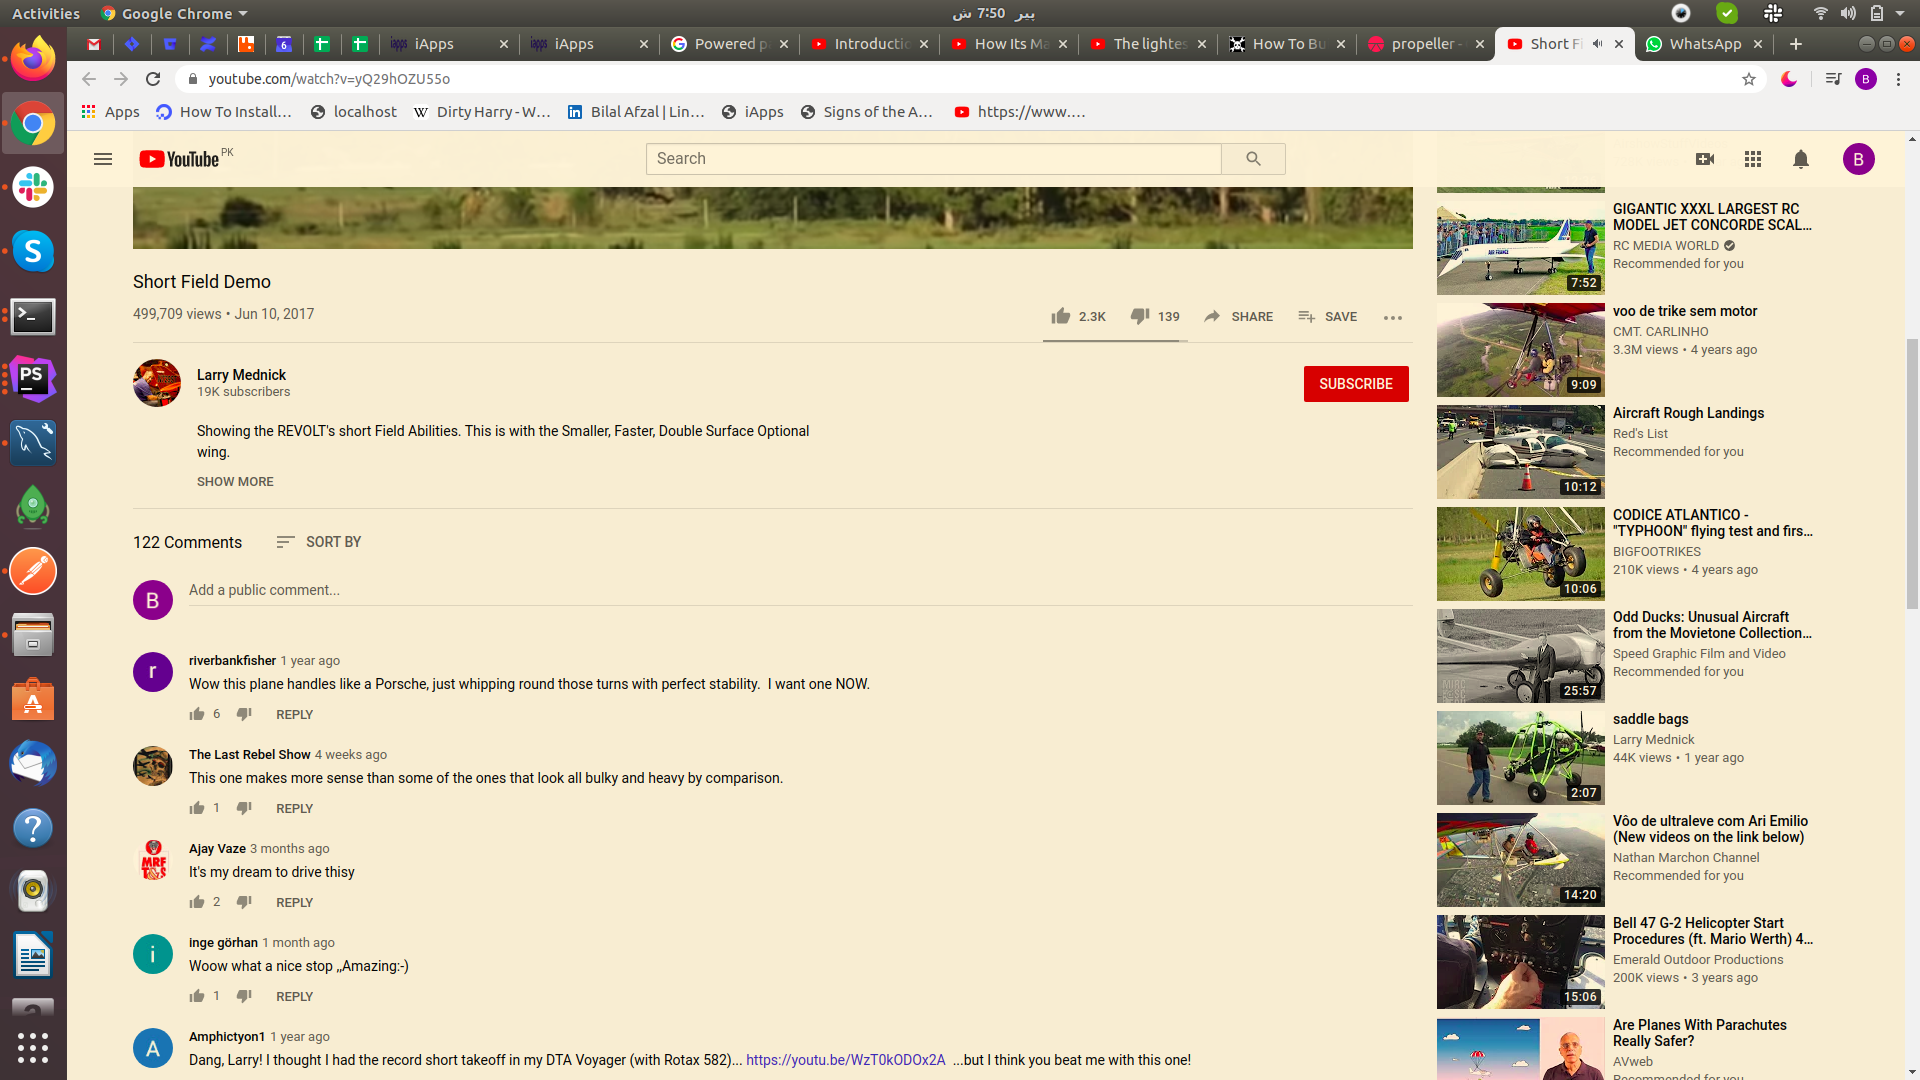 Activities
Google Chrome
پیر 7:50 ش
6
iapps iApps
iapps iApps
Powered p
Introductio
How Its Ma
The lightes
How To Bu
propeller -
Short Fi
WhatsApp
youtube.com/watch?v=yQ29hOZU55o
B
Apps
How To Install...
localhost
W Dirty Harry - W...
Bilal Afzal | Lin...
iApps
Signs of the A...
https://www....
YouTube PK
Search
B
Short Field Demo
499,709 views • Jun 10, 2017
2.3K
139
SHARE
SAVE
Larry Mednick
19K subscribers
SUBSCRIBE
Showing the REVOLT's short Field Abilities. This is with the Smaller, Faster, Double Surface Optional
wing.
SHOW MORE
122 Comments
SORT BY
B
Add a public comment...
r
riverbankfisher 1 year ago
Wow this plane handles like a Porsche, just whipping round those turns with perfect stability.  I want one NOW.
6
REPLY
The Last Rebel Show 4 weeks ago
This one makes more sense than some of the ones that look all bulky and heavy by comparison.
1
REPLY
MRF
TOYS
Ajay Vaze 3 months ago
It's my dream to drive thisy
2
REPLY
i
inge görhan 1 month ago
Woow what a nice stop ,,Amazing:-)
1
REPLY
A
Amphictyon1 1 year ago
Dang, Larry! I thought I had the record short takeoff in my DTA Voyager (with Rotax 582)... https://youtu.be/WzT0kODOx2A  ...but I think you beat me with this one!
GIGANTIC XXXL LARGEST RC
MODEL JET CONCORDE SCAL...
RC MEDIA WORLD
Recommended for you
AIR FRANCE
7:52
voo de trike sem motor
CMT. CARLINHO
3.3M views • 4 years ago
9:09
Aircraft Rough Landings
Red's List
Recommended for you
10:12
CODICE ATLANTICO -
"TYPHOON" flying test and firs...
BIGFOOTRIKES
210K views • 4 years ago
10:06
Odd Ducks: Unusual Aircraft
from the Movietone Collection...
Speed Graphic Film and Video
Recommended for you
25:57
saddle bags
Larry Mednick
44K views • 1 year ago
2:07
Vôo de ultraleve com Ari Emilio
(New videos on the link below)
Nathan Marchon Channel
Recommended for you
14:20
Bell 47 G-2 Helicopter Start
Procedures (ft. Mario Werth) 4...
Emerald Outdoor Productions
200K views • 3 years ago
15:06
Are Planes With Parachutes
Really Safer?
AVweb
Recommended for you
PS